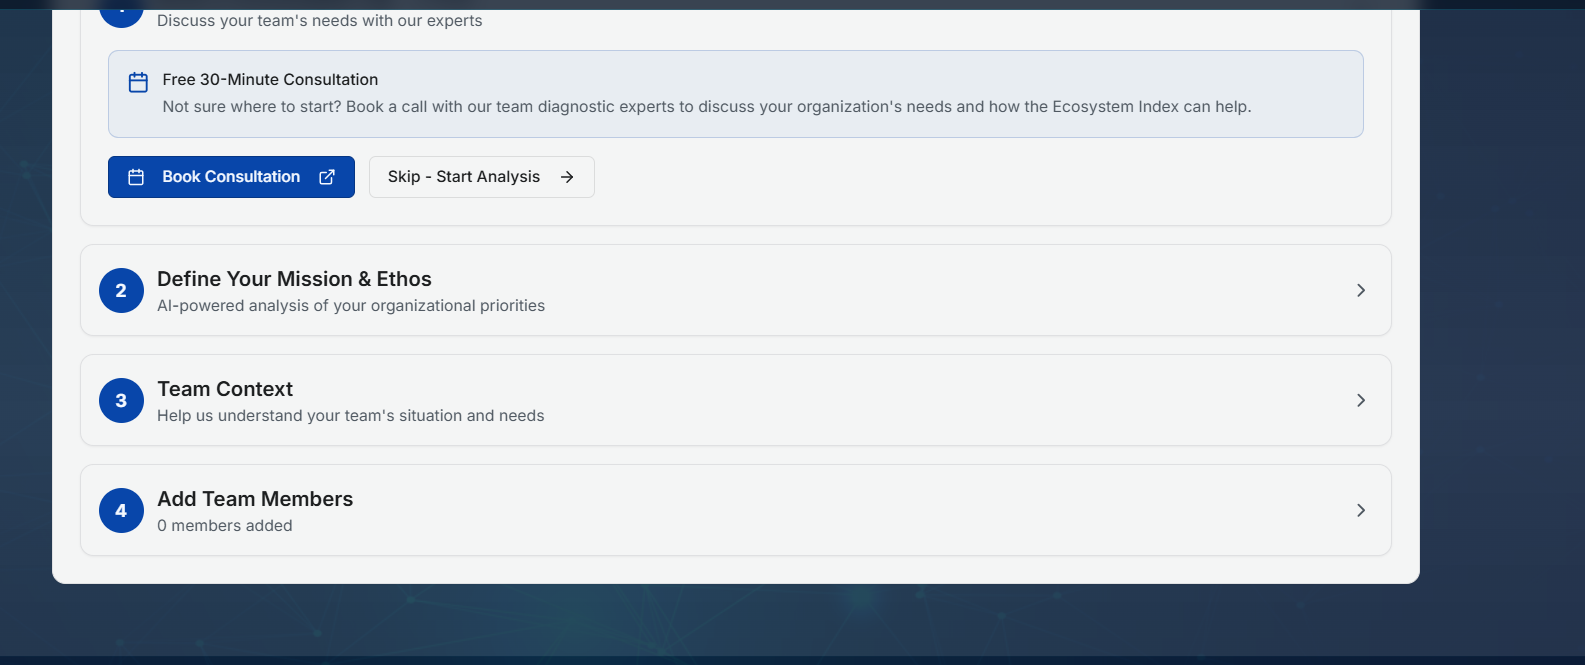 Discuss your team's needs with our experts
Free 30-Minute Consultation
Not sure where to start? Book a call with our team diagnostic experts to discuss your organization's needs and how the Ecosystem Index can help.
Book Consultation
Skip - Start Analysis
2
Define Your Mission & Ethos
AI-powered analysis of your organizational priorities
3
Team Context
Help us understand your team's situation and needs
4
Add Team Members
0 members added